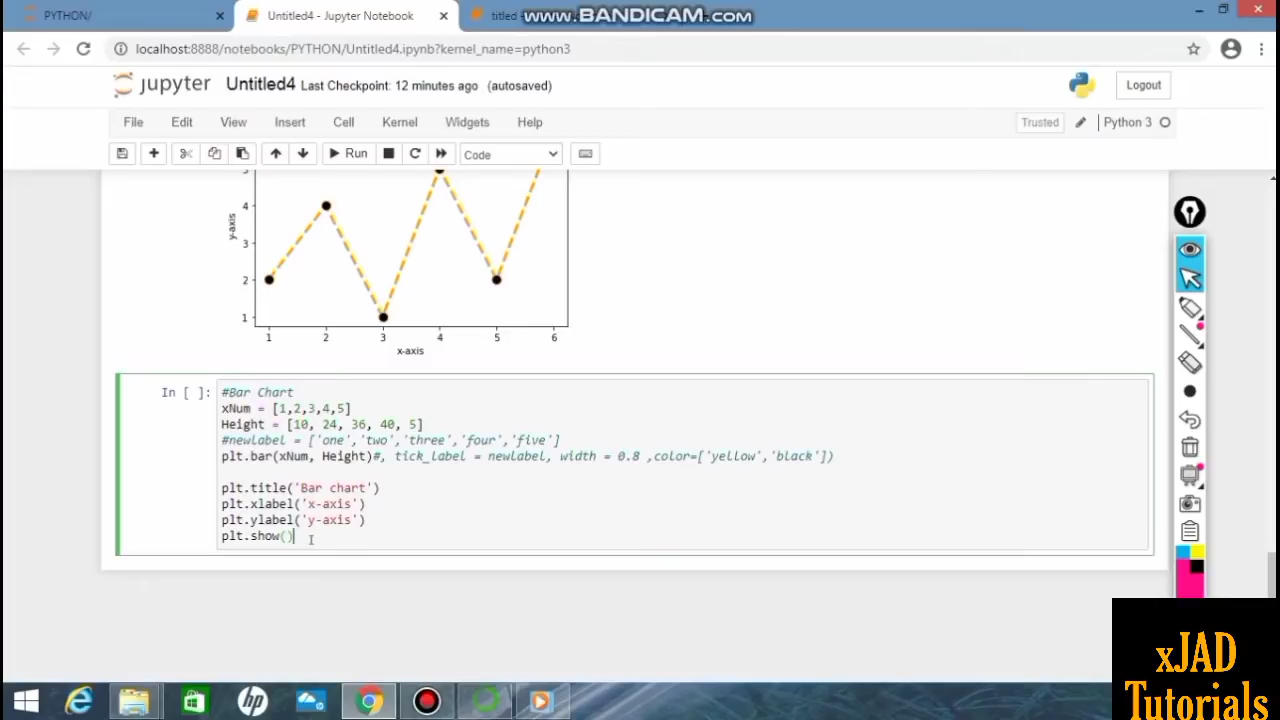 PYTHON/
Untitled4 - Jupyter Notebook
titled
www.BANDICAM.com
localhost:8888/notebooks/PYTHON/Untitled4.ipynb?kernel_name=python3
jupyter Untitled4 Last Checkpoint: 12 minutes ago (autosaved)
Logout
File Edit View Insert Cell Kernel Widgets Help
Trusted Python 3
Run Code
4
3
2
1
y-axis
1 2 3 4 5 6
x-axis
In [ ]:
#Bar Chart
xNum = [1,2,3,4,5]
Height = [10, 24, 36, 40, 5]
#newlabel = ['one','two','three','four','five']
plt.bar(xNum, Height)#, tick_label = newlabel, width = 0.8 ,color=['yellow','black'])
plt.title('Bar chart')
plt.xlabel('x-axis')
plt.ylabel('y-axis')
plt.show()
hp
xJAD
Tutorials